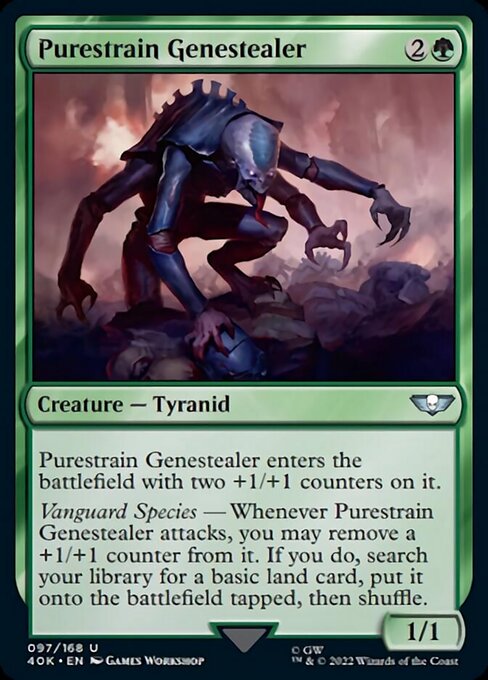 Purestrain Genestealer 2
Creature — Tyranid
Purestrain Genestealer enters the
battlefield with two +1/+1 counters on it.
Vanguard Species — Whenever Purestrain
Genestealer attacks, you may remove a
+1/+1 counter from it. If you do, search
your library for a basic land card, put it
onto the battlefield tapped, then shuffle.
1/1
097/168 U
40K • EN Games Workshop
© GW
™ & © 2022 Wizards of the Coast